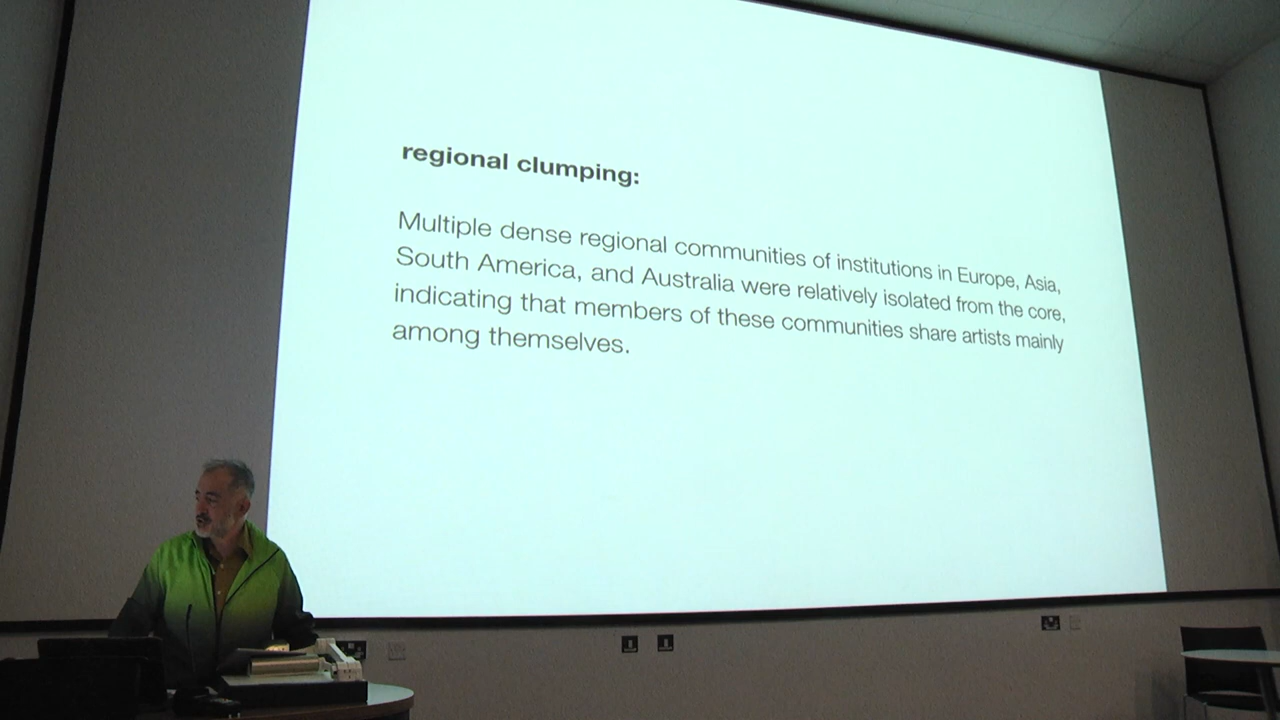 regional clumping:
Multiple dense regional communities of institutions in Europe, Asia,
South America, and Australia were relatively isolated from the core,
indicating that members of these communities share artists mainly
among themselves.